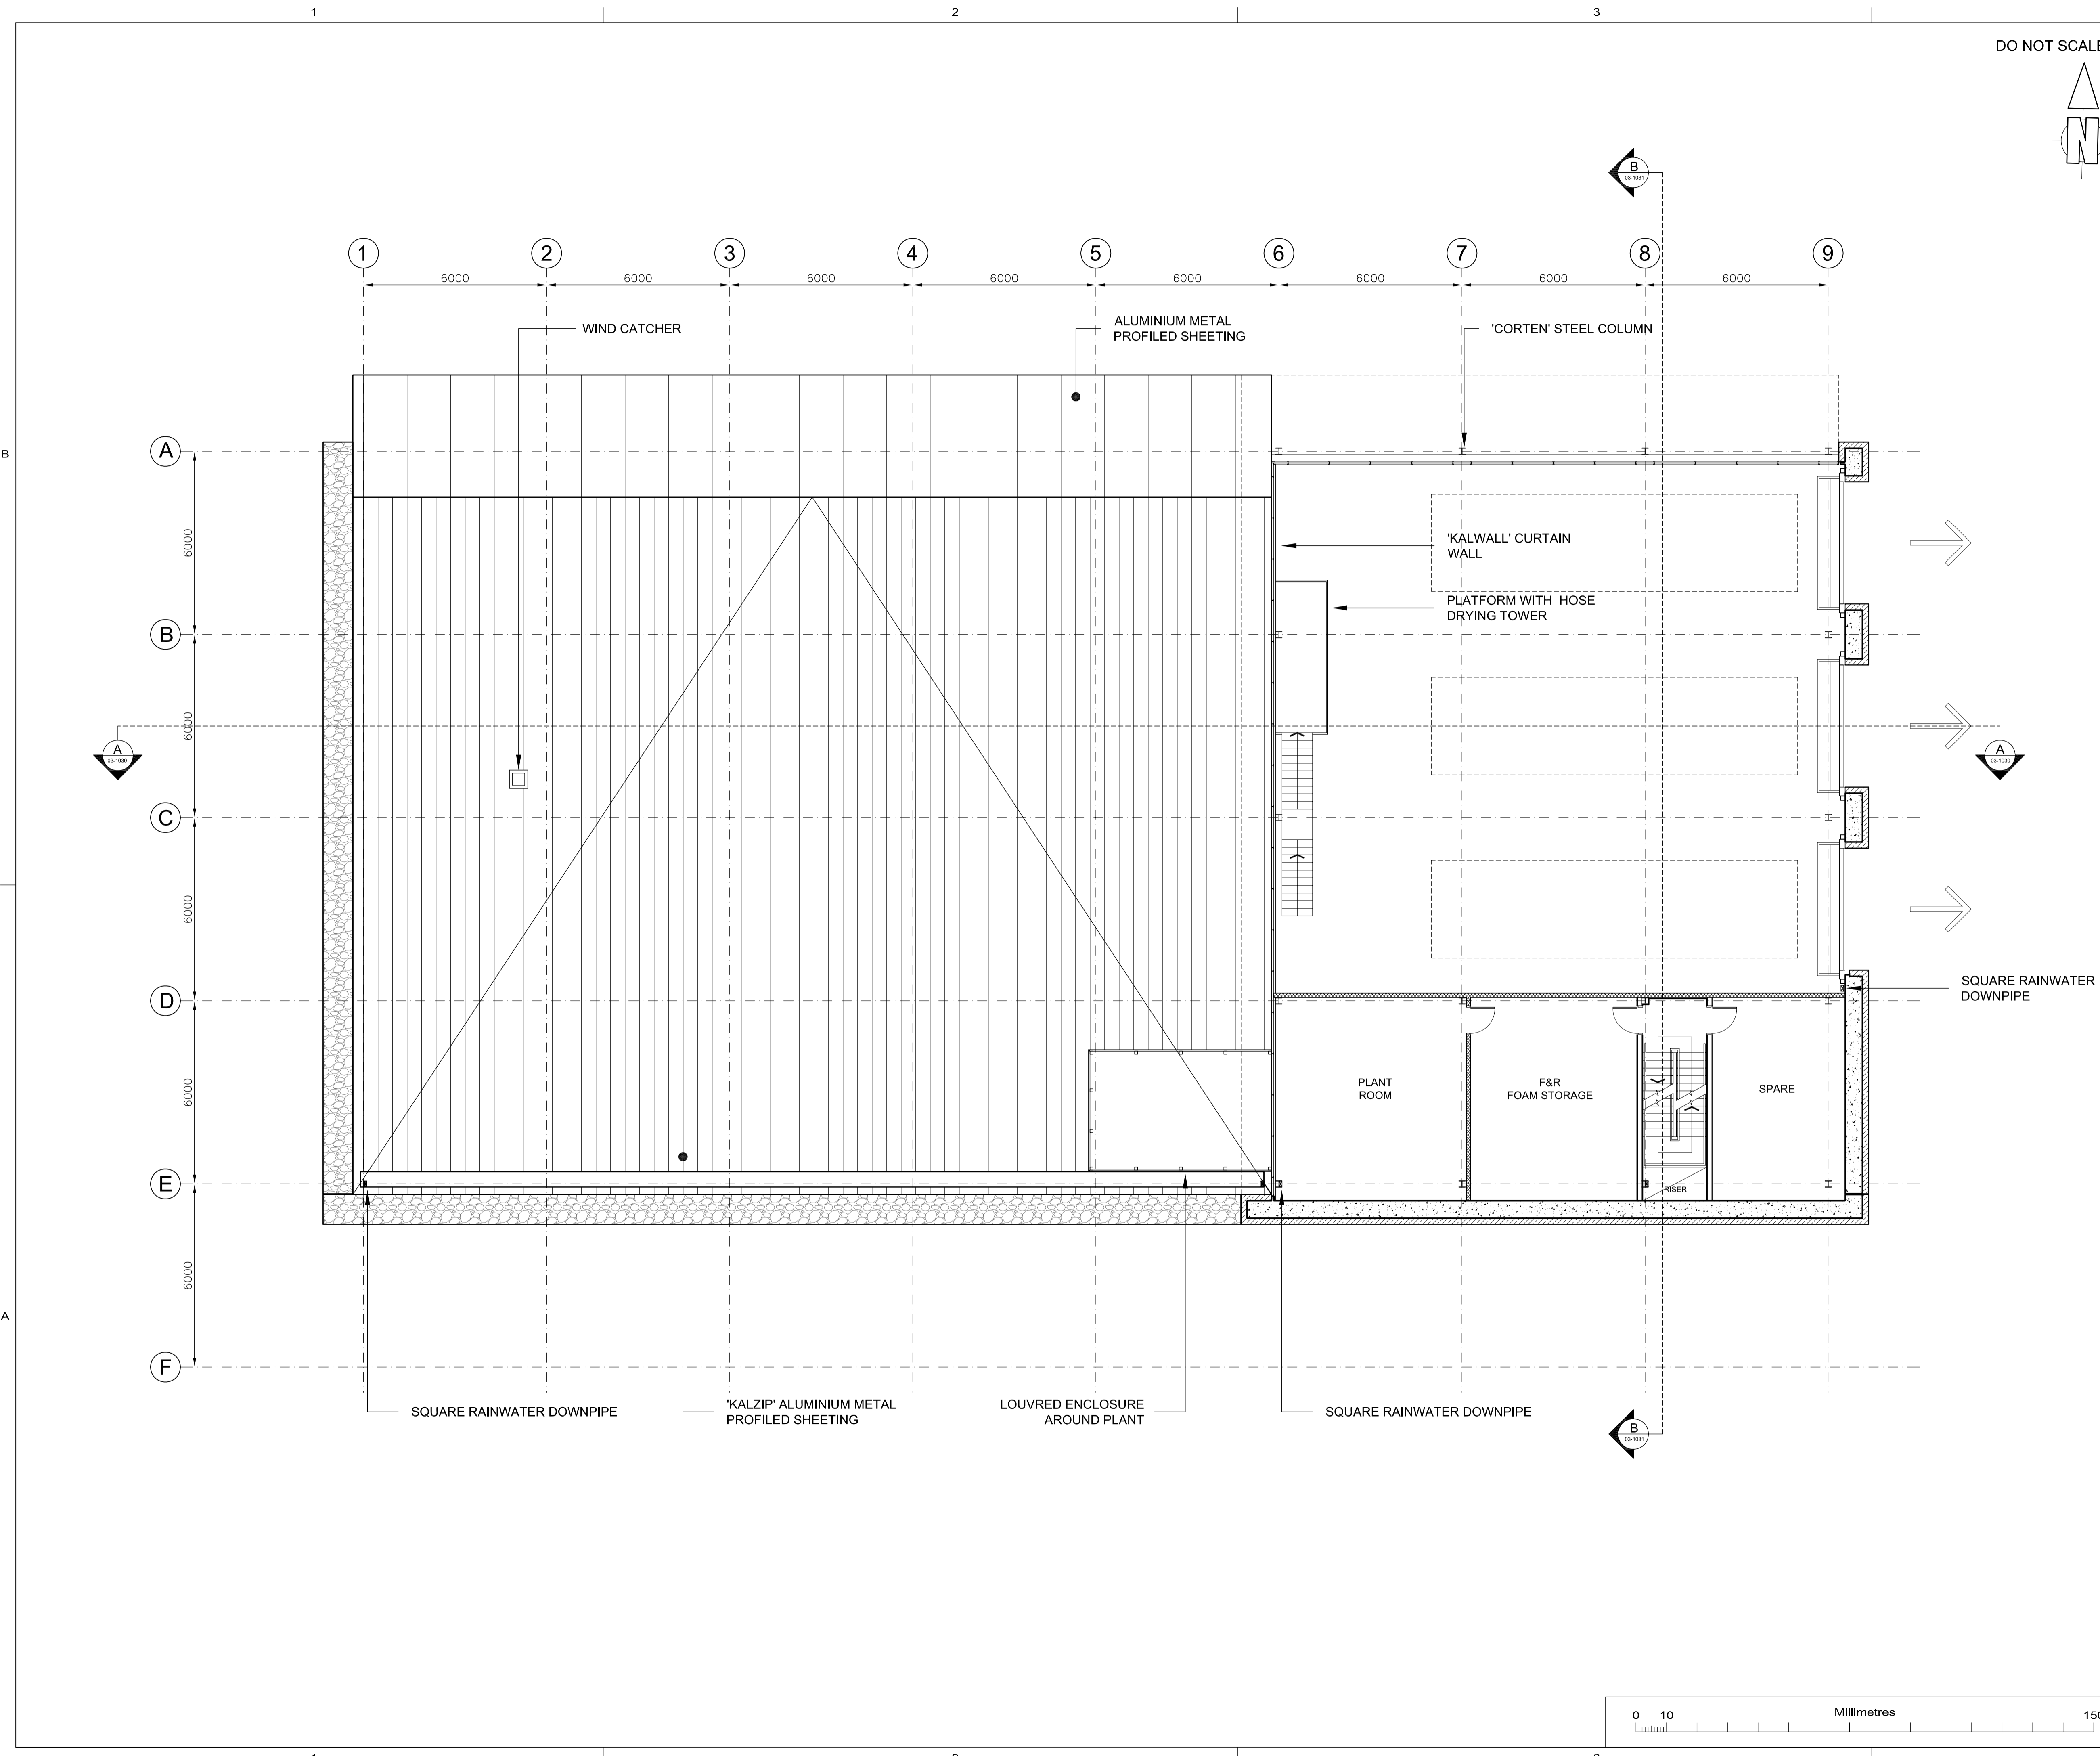 1 2 3
DO NOT SCALE
N
B
03-1031
1 2 3 4 5 6 7 8 9
6000 6000 6000 6000 6000 6000 6000 6000
WIND CATCHER
ALUMINIUM METAL
PROFILED SHEETING
'CORTEN' STEEL COLUMN
B
A
6000
'KALWALL' CURTAIN
WALL
PLATFORM WITH HOSE
DRYING TOWER
B
6000
A
03-1030
A
03-1030
C
6000
D
SQUARE RAINWATER
DOWNPIPE
6000
PLANT
ROOM
F&R
FOAM STORAGE
SPARE
E
RISER
6000
A
F
SQUARE RAINWATER DOWNPIPE
'KALZIP' ALUMINIUM METAL
PROFILED SHEETING
LOUVRED ENCLOSURE
AROUND PLANT
SQUARE RAINWATER DOWNPIPE
B
03-1031
0 10 Millimetres 150